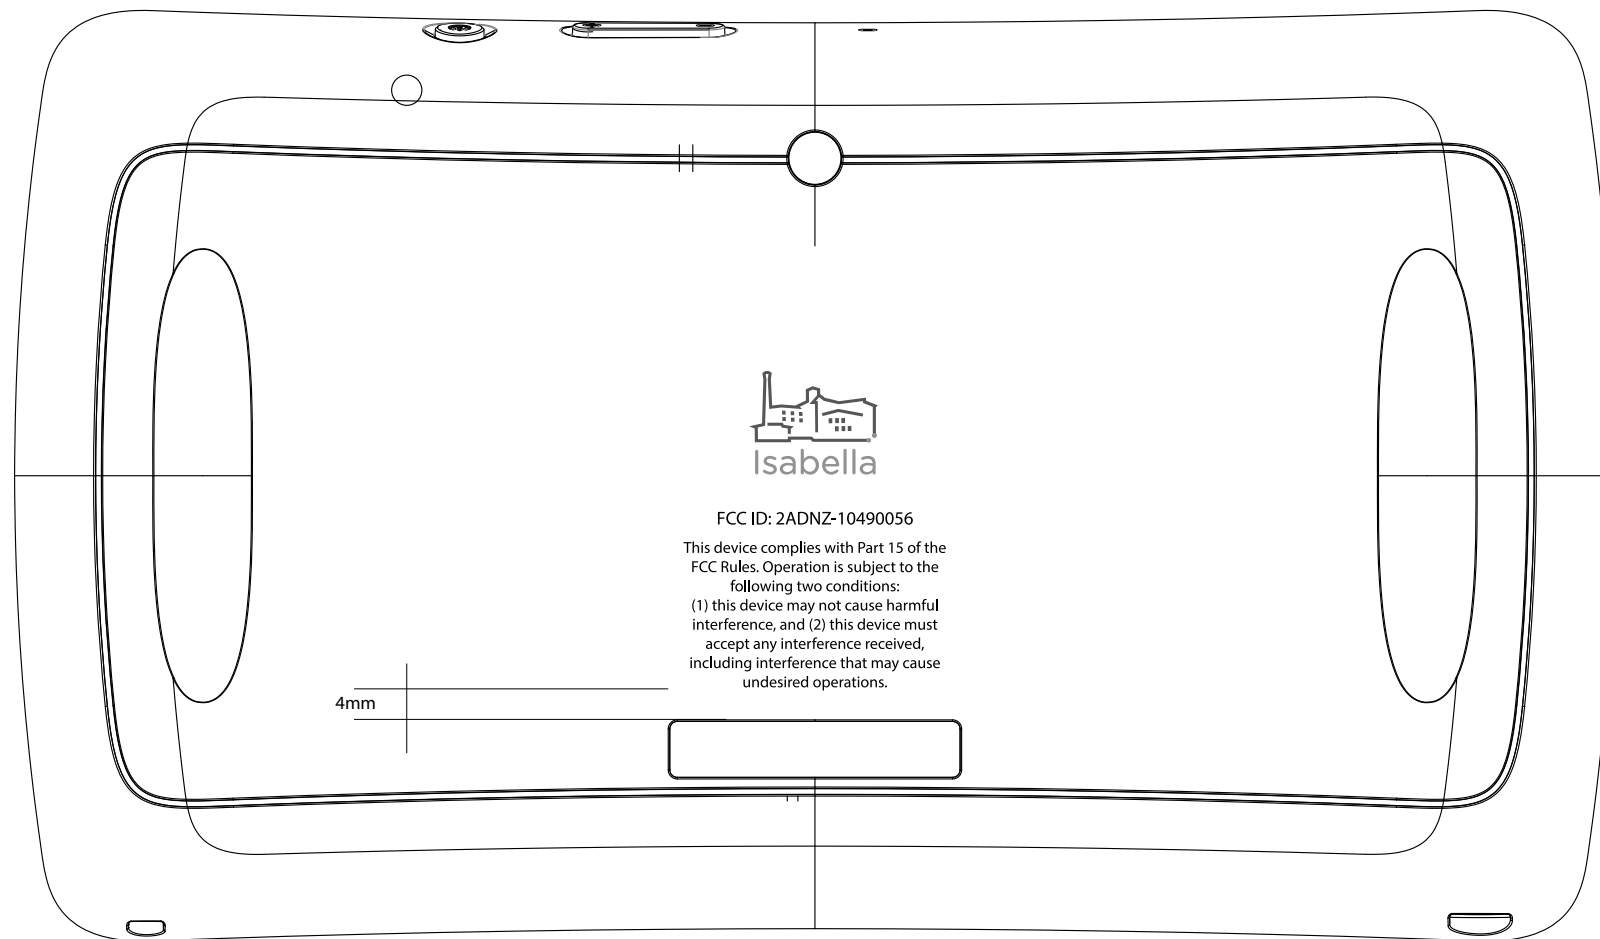 Isabella
FCC ID: 2ADNZ-10490056
This device complies with Part 15 of the
FCC Rules. Operation is subject to the
following two conditions:
(1) this device may not cause harmful
interference, and (2) this device must
accept any interference received,
including interference that may cause
undesired operations.
4mm